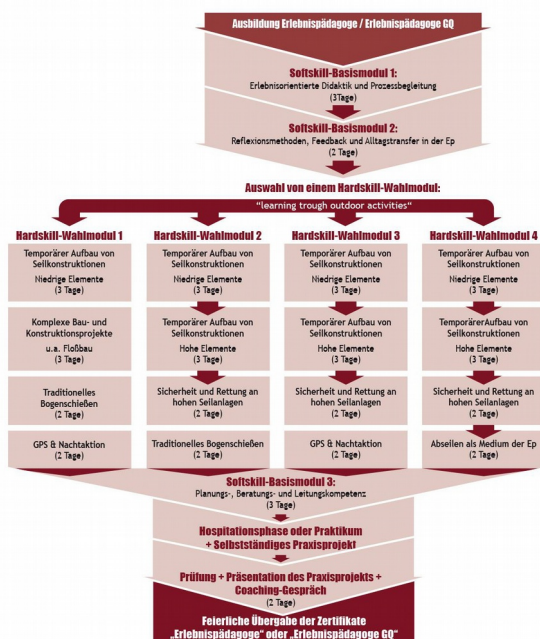 Ausbildung Erlebnispädagoge / Erlebnispädagoge GQ
Softskill-Basismodul 1:
Erlebnisorientierte Didaktik und Prozessbegleitung
(3Tage)
Softskill-Basismodul 2:
Reflexionsmethoden, Feedback und Alltagstransfer in der Ep
(2 Tage)
Auswahl von einem Hardskill-Wahlmodul:
“learning trough outdoor activities“
Hardskill-Wahlmodul 1
Temporärer Aufbau von
Seilkonstruktionen
Niedrige Elemente
(3 Tage)
Komplexe Bau- und
Konstruktionsprojekte
u.a. Floßbau
(3 Tage)
Traditionelles
Bogenschießen
(2 Tage)
GPS & Nachtaktion
(2 Tage)
Hardskill-Wahlmodul 2
Temporärer Aufbau von
Seilkonstruktionen
Niedrige Elemente
(3 Tage)
Temporärer Aufbau von
Seilkonstruktionen
Hohe Elemente
(3 Tage)
Sicherheit und Rettung an
hohen Seilanlagen
(2 Tage)
Traditionelles Bogenschießen
(2 Tage)
Hardskill-Wahlmodul 3
Temporärer Aufbau von
Seilkonstruktionen
Niedrige Elemente
(3 Tage)
Temporärer Aufbau von
Seilkonstruktionen
Hohe Elemente
(3 Tage)
Sicherheit und Rettung an
hohen Seilanlagen
(2 Tage)
GPS & Nachtaktion
(2 Tage)
Hardskill-Wahlmodul 4
Temporärer Aufbau von
Seilkonstruktionen
Niedrige Elemente
(3 Tage)
TemporärerAufbau von
Seilkonstruktionen
Hohe Elemente
(3 Tage)
Sicherheit und Rettung an
hohen Seilanlagen
(2 Tage)
Abseilen als Medium der Ep
(2 Tage)
Softskill-Basismodul 3:
Planungs-, Beratungs- und Leitungskompetenz
(3 Tage)
Hospitationsphase oder Praktikum
+ Selbstständiges Praxisprojekt
Prüfung + Präsentation des Praxisprojekts +
Coaching-Gespräch
(2 Tage)
Feierliche Übergabe der Zertifikate
„Erlebnispädagoge“ oder „Erlebnispädagoge GQ“